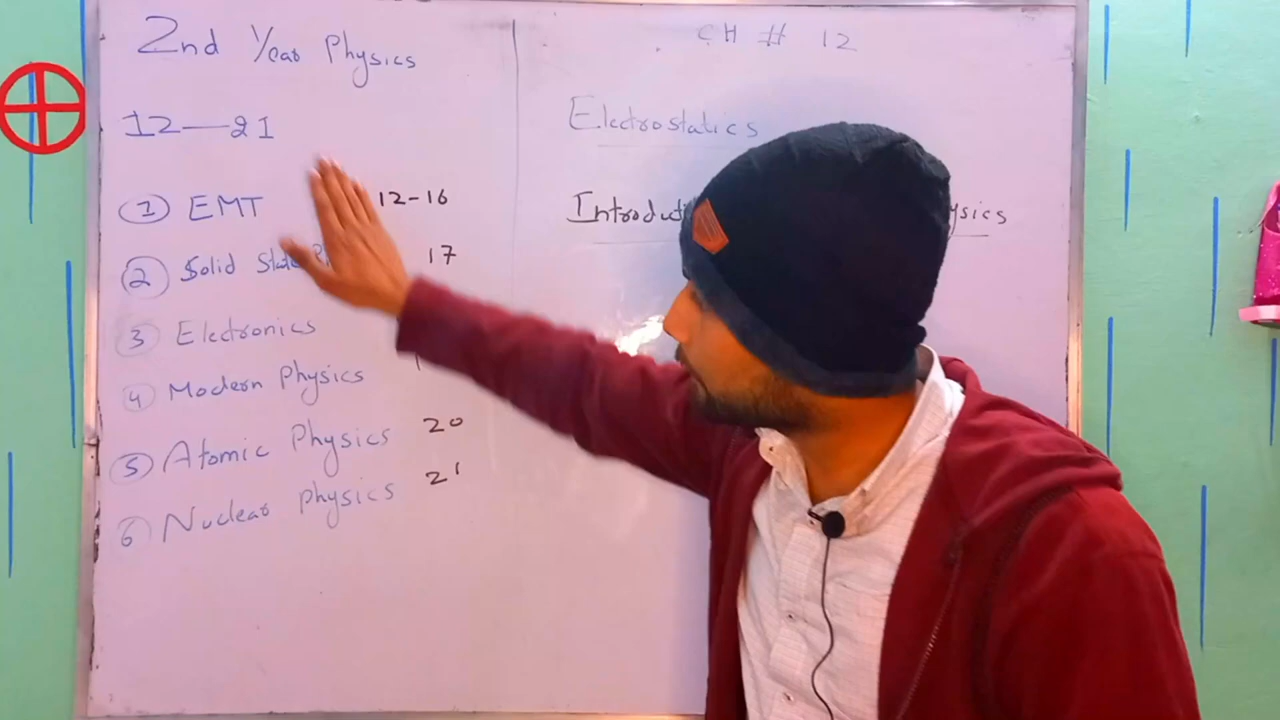 2nd Year Physics
12—21
① EMT 12-16
② Solid State 17
③ Electronics
④ Modern Physics
⑤ Atomic Physics 20
⑥ Nuclear Physics 21
CH # 12
Electrostatics